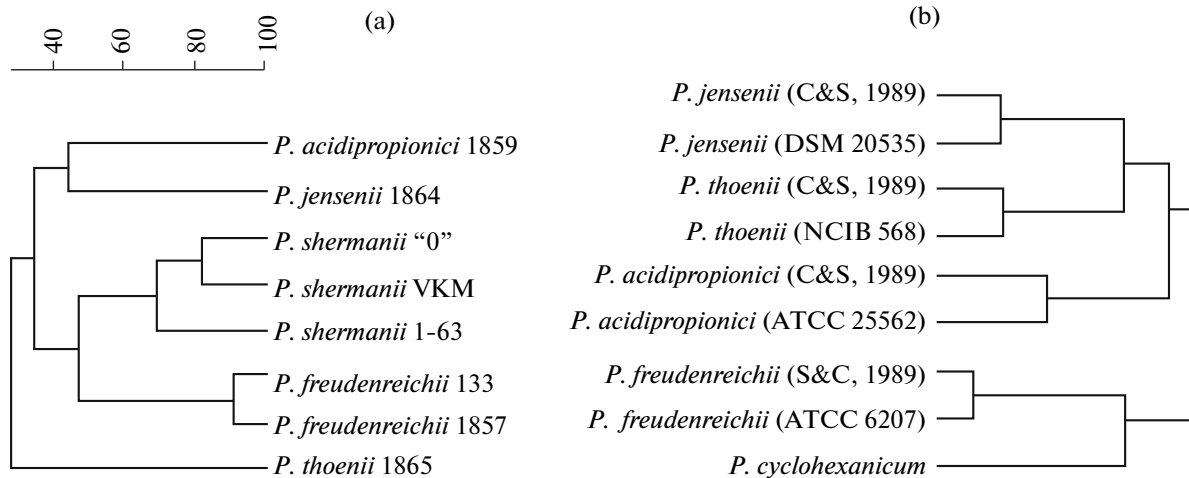 (a)
40 60 80 100
P. acidipropionici 1859
P. jensenii 1864
P. shermanii “0”
P. shermanii VKM
P. shermanii 1-63
P. freudenreichii 133
P. freudenreichii 1857
P. thoenii 1865
(b)
P. jensenii (C&S, 1989)
P. jensenii (DSM 20535)
P. thoenii (C&S, 1989)
P. thoenii (NCIB 568)
P. acidipropionici (C&S, 1989)
P. acidipropionici (ATCC 25562)
P. freudenreichii (S&C, 1989)
P. freudenreichii (ATCC 6207)
P. cyclohexanicum